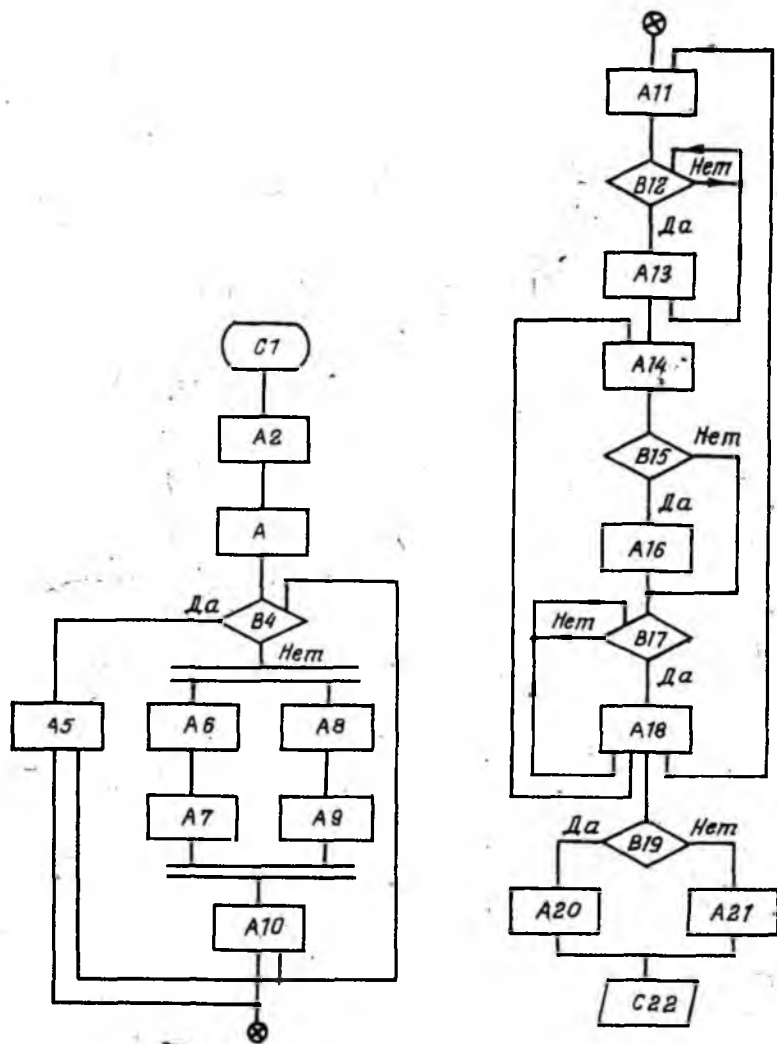 C1
A2
A
Да
B4
Нет
A5
A6
A8
A7
A9
A10
A11
B12
Нет
Да
A13
A14
B15
Нет
Да
A16
Нет
B17
Да
A18
Да
B19
Нет
A20
A21
C22